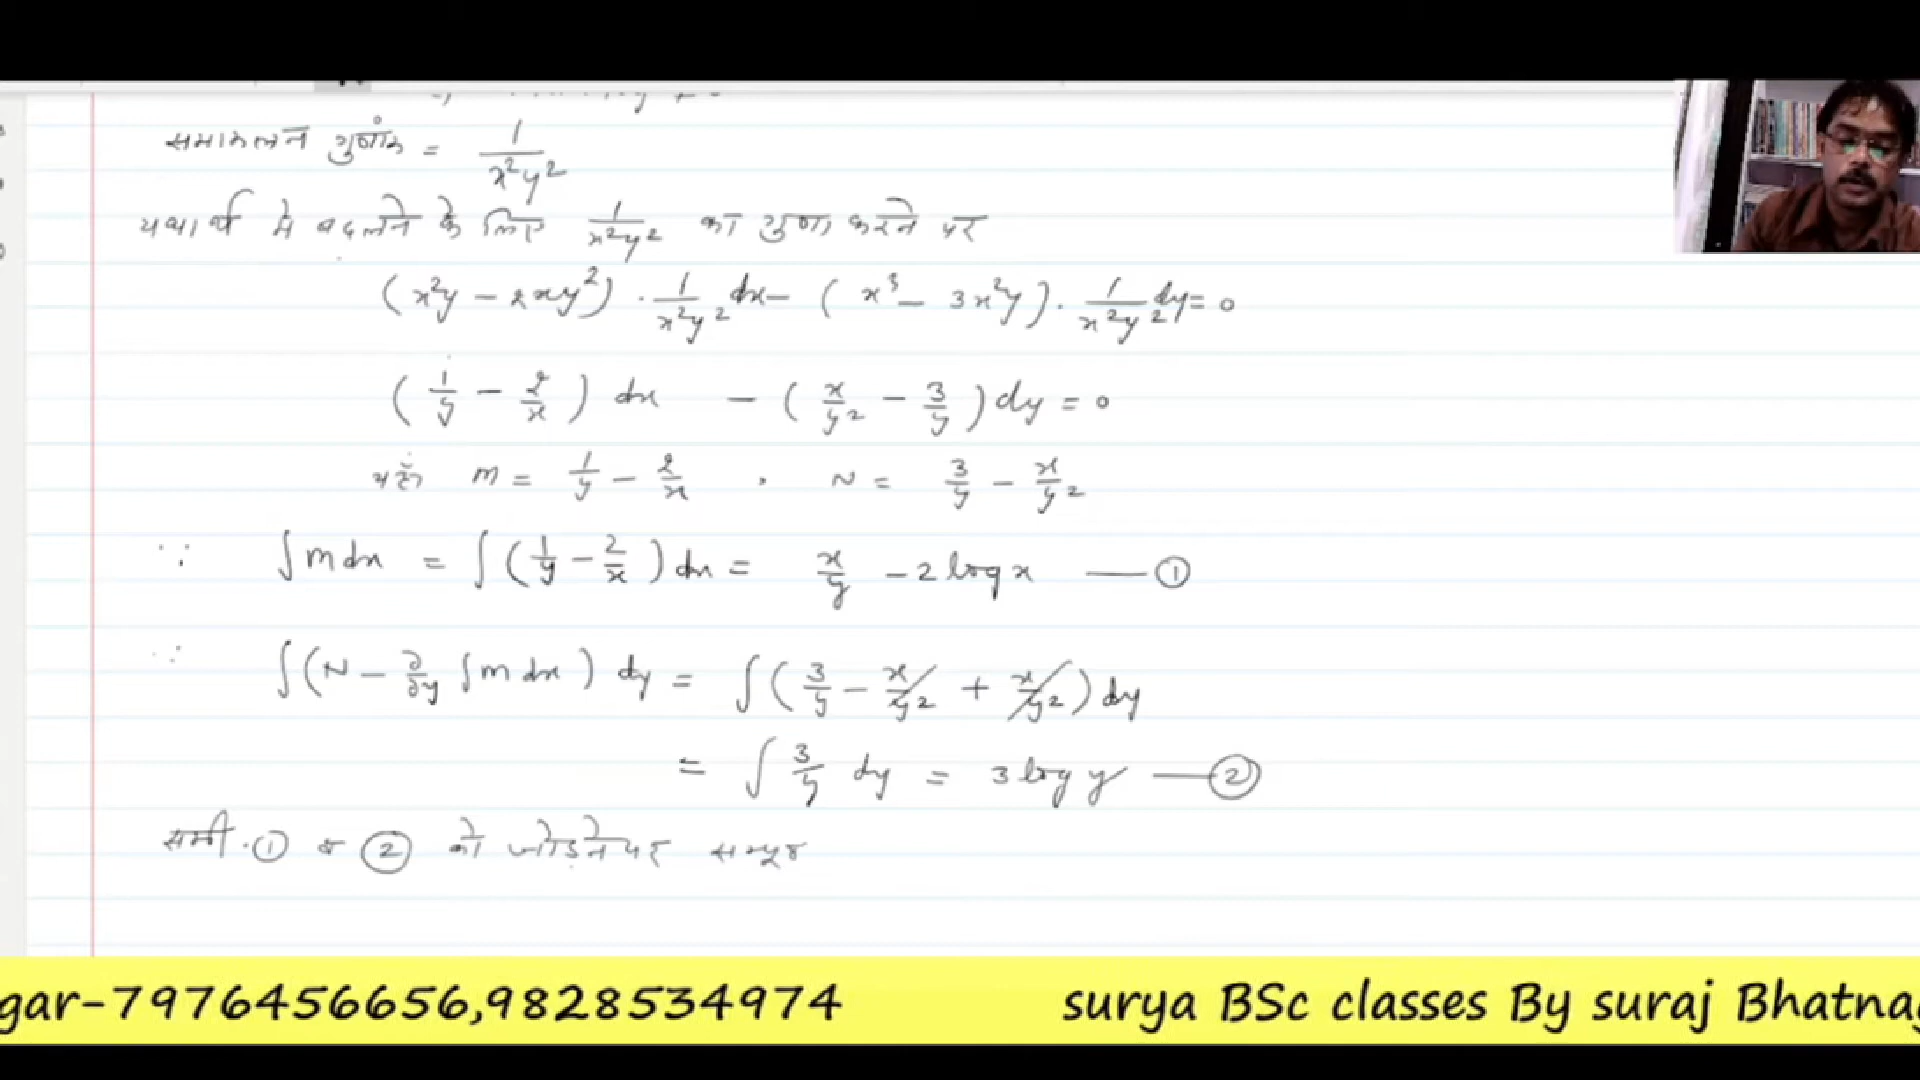 समाकलन गुणांक = 1/x²y²
यथार्थ में बदलने के लिए 1/x²y² का गुणा करने पर
(x²y - 2xy²) · 1/x²y² dx - (x³ - 3x²y) · 1/x²y² dy = 0
(1/y - 2/x) dx - (x/y² - 3/y) dy = 0
यहाँ m = 1/y - 2/x , N = 3/y - x/y²
∵ ∫m dx = ∫(1/y - 2/x) dx = x/y - 2 log x — ①
∵ ∫(N - ∂/∂y ∫m dx) dy = ∫(3/y - x/y² + x/y²) dy
= ∫ 3/y dy = 3 log y — ②
समी. ① व ② को जोडने पर सम्पूर
gar-7976456656,9828534974 surya BSc classes By suraj Bhatnag